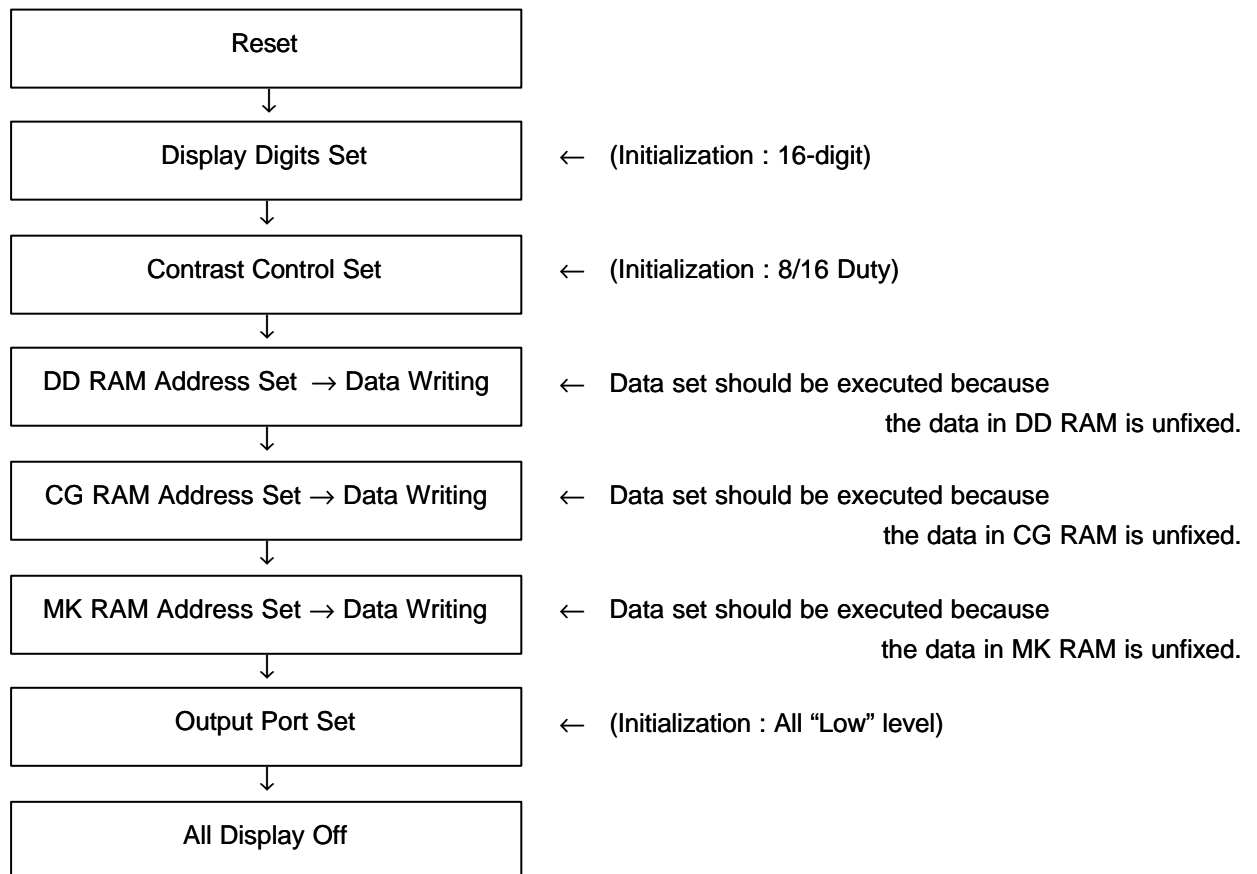 Reset
↓
Display Digits Set ← (Initialization : 16-digit)
↓
Contrast Control Set ← (Initialization : 8/16 Duty)
↓
DD RAM Address Set → Data Writing ← Data set should be executed because
the data in DD RAM is unfixed.
↓
CG RAM Address Set → Data Writing ← Data set should be executed because
the data in CG RAM is unfixed.
↓
MK RAM Address Set → Data Writing ← Data set should be executed because
the data in MK RAM is unfixed.
↓
Output Port Set ← (Initialization : All “Low” level)
↓
All Display Off